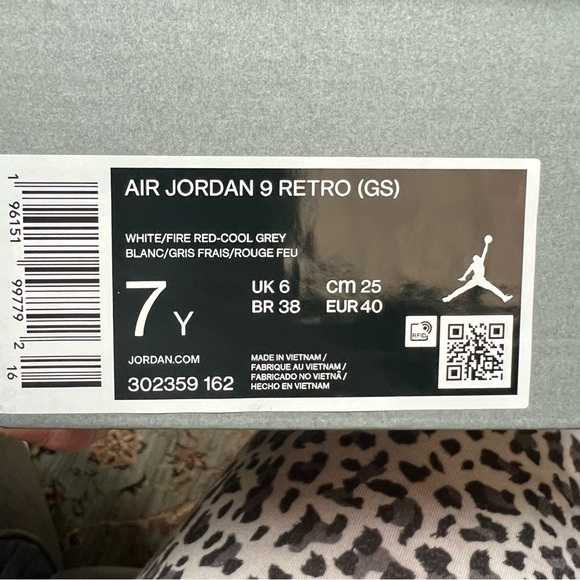 AIR JORDAN 9 RETRO (GS)
WHITE/FIRE RED-COOL GREY
BLANC/GRIS FRAIS/ROUGE FEU
7 Y
UK 6 CM 25
BR 38 EUR 40
RFID
JORDAN.COM
302359 162
MADE IN VIETNAM/
FABRIQUE AU VIETNAM/
FABRICADO NO VIETNÃ/
HECHO EN VIETNAM
1 96151 99779 2 16